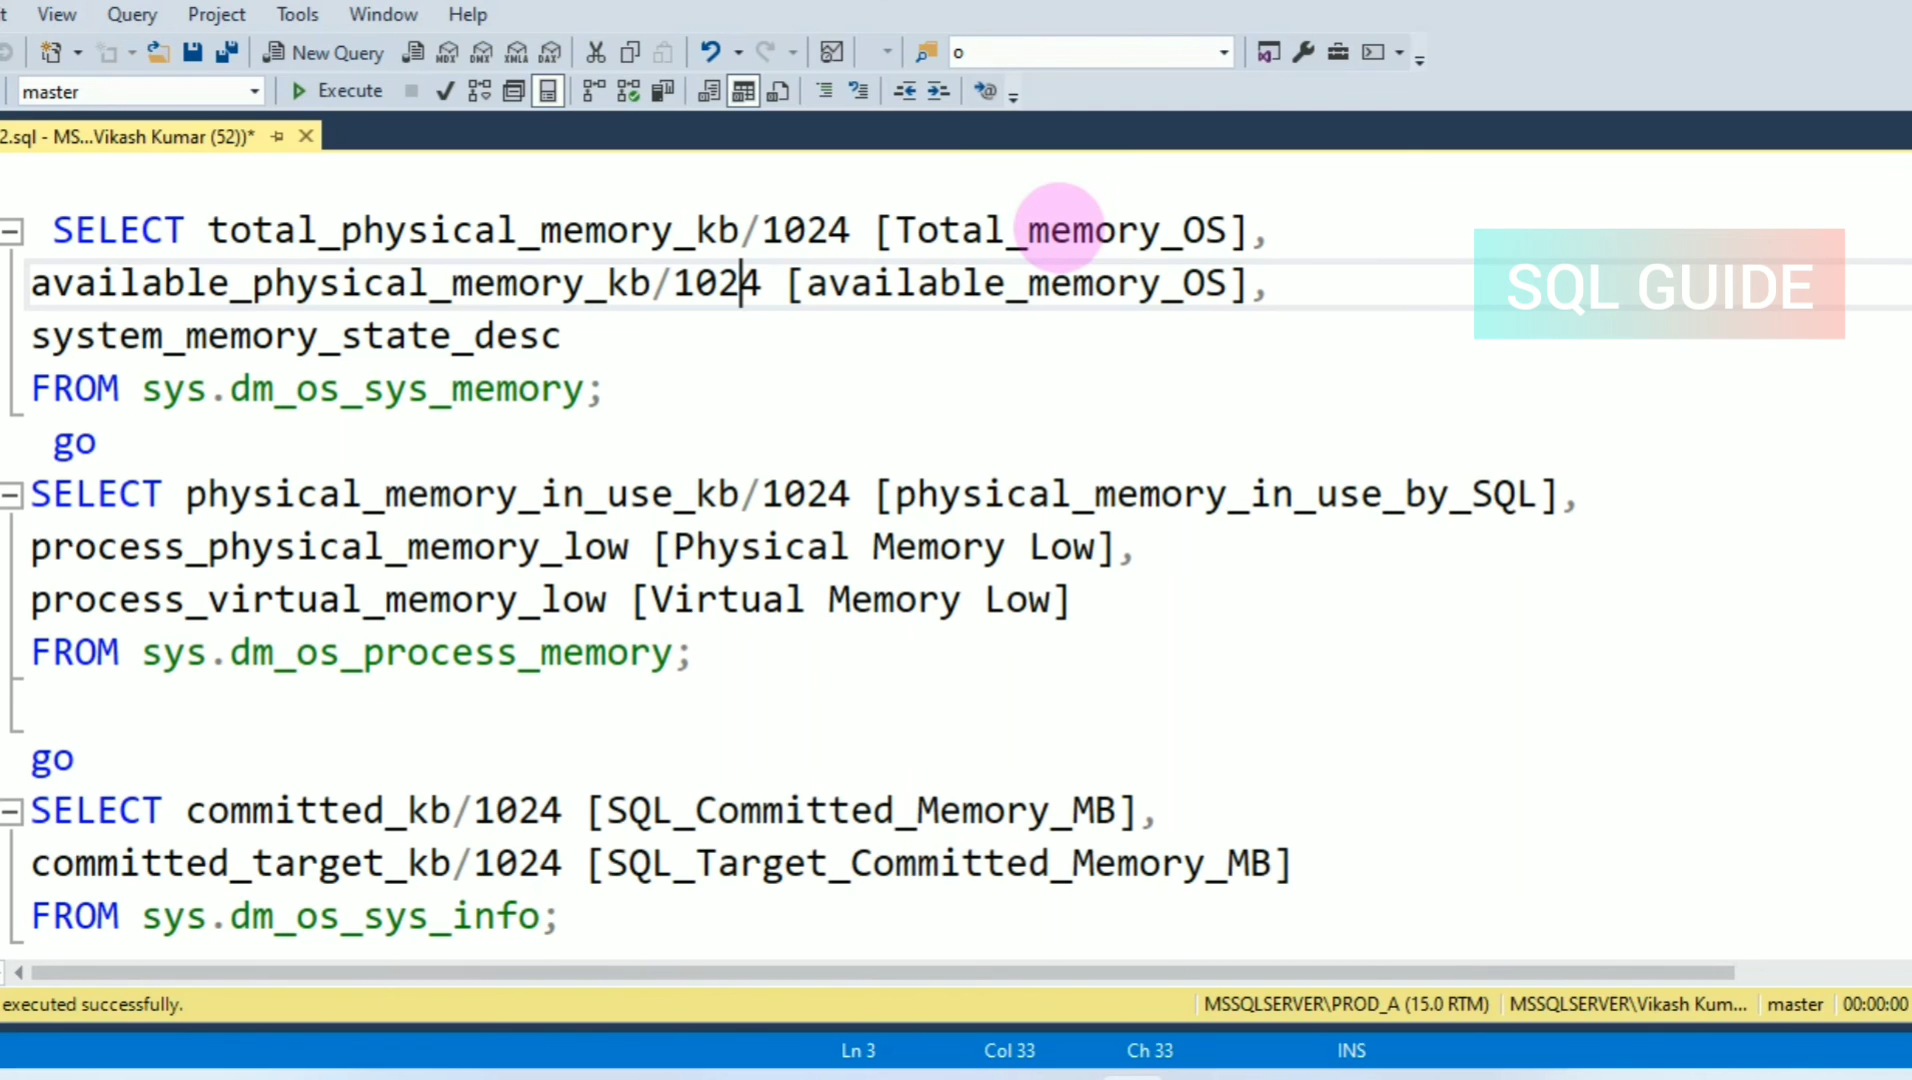 View Query Project Tools Window Help
New Query MDX DMX XMLA DAX o
master Execute
2.sql - MS...Vikash Kumar (52))*
SELECT total_physical_memory_kb/1024 [Total_memory_OS],
available_physical_memory_kb/1024 [available_memory_OS],
SQL GUIDE
system_memory_state_desc
FROM sys.dm_os_sys_memory;
go
SELECT physical_memory_in_use_kb/1024 [physical_memory_in_use_by_SQL],
process_physical_memory_low [Physical Memory Low],
process_virtual_memory_low [Virtual Memory Low]
FROM sys.dm_os_process_memory;
go
SELECT committed_kb/1024 [SQL_Committed_Memory_MB],
committed_target_kb/1024 [SQL_Target_Committed_Memory_MB]
FROM sys.dm_os_sys_info;
executed successfully. MSSQLSERVER\PROD_A (15.0 RTM) MSSQLSERVER\Vikash Kum... master 00:00:00
Ln 3 Col 33 Ch 33 INS